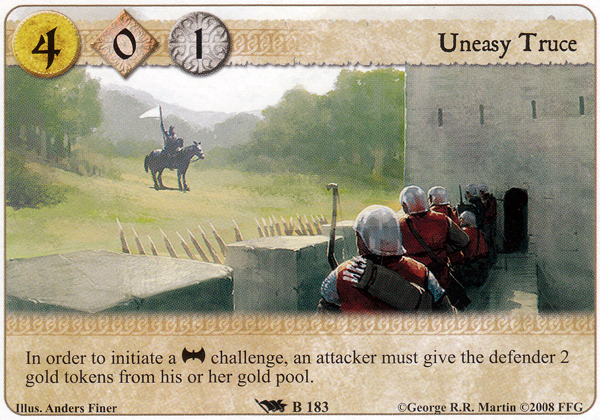 4 0 1 Uneasy Truce
In order to initiate a challenge, an attacker must give the defender 2
gold tokens from his or her gold pool.
Illus. Anders Finer B 183 ©George R.R. Martin ©2008 FFG